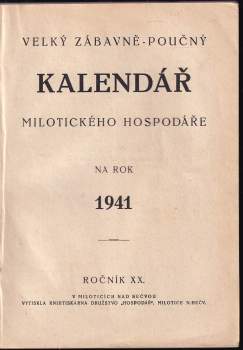 VELKÝ ZÁBAVNĚ-POUČNÝ
KALENDÁŘ
MILOTICKÉHO HOSPODÁŘE
NA ROK
1941
ROČNÍK XX.
V MILOTICÍCH NAD BEČVOU
VYTISKLA KNIHTISKÁRNA DRUŽSTVO „HOSPODÁŘ", MILOTICE N.BEČV.